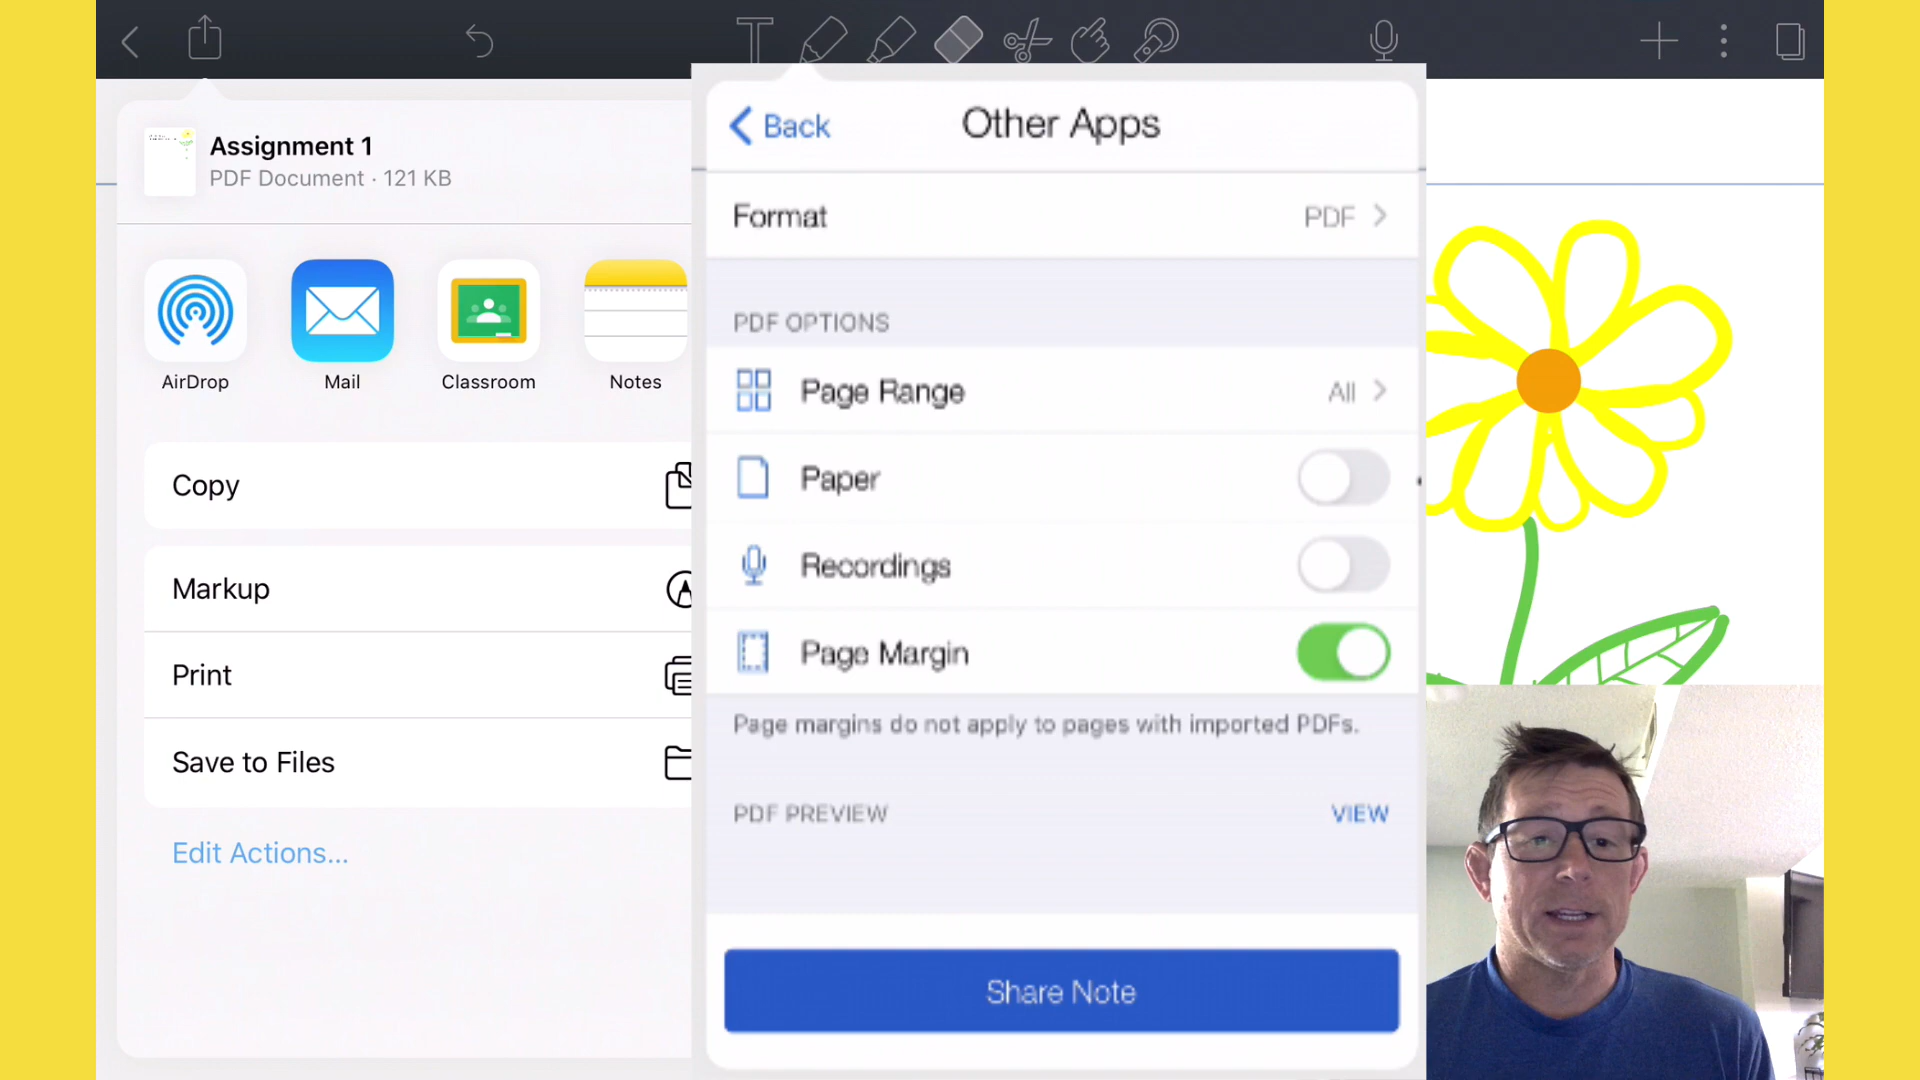 T
Assignment 1
PDF Document · 121 KB
AirDrop
Mail
Classroom
Notes
Copy
Markup
Print
Save to Files
Edit Actions...
Back
Other Apps
Format
PDF
PDF OPTIONS
Page Range
All
Paper
Recordings
Page Margin
Page margins do not apply to pages with imported PDFs.
PDF PREVIEW
VIEW
Share Note